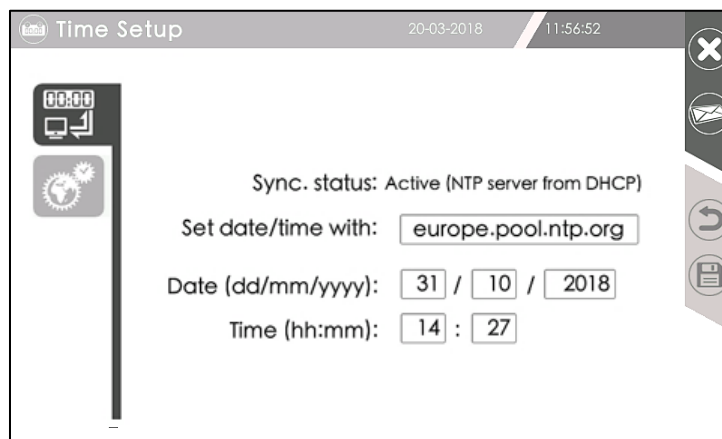 Time Setup 20-03-2018 11:56:52
00:00
Sync. status: Active (NTP server from DHCP)
Set date/time with: europe.pool.ntp.org
Date (dd/mm/yyyy): 31 / 10 / 2018
Time (hh:mm): 14 : 27